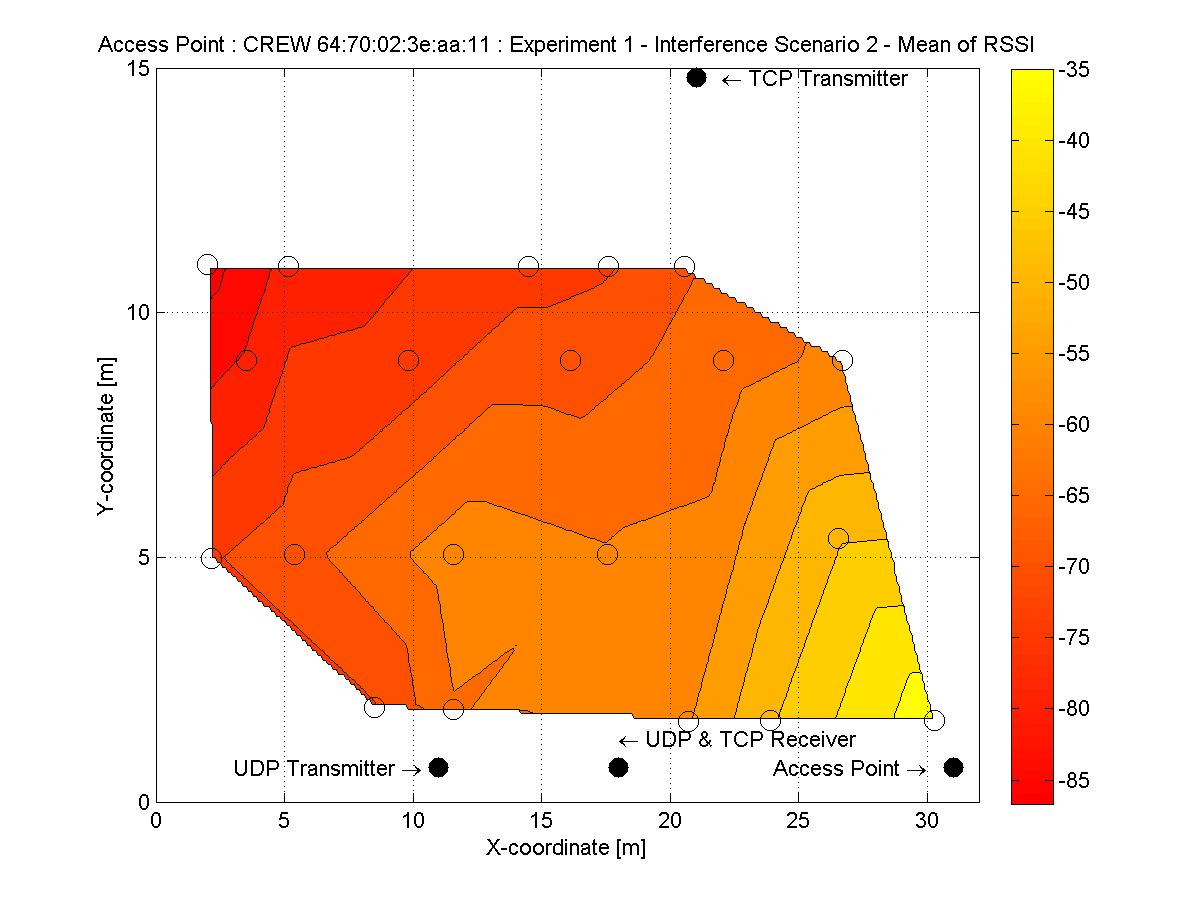 Access Point : CREW 64:70:02:3e:aa:11 : Experiment 1 - Interference Scenario 2 - Mean of RSSI
← TCP Transmitter
Y-coordinate [m]
15
10
5
0
← UDP & TCP Receiver
UDP Transmitter →
Access Point →
0 5 10 15 20 25 30
X-coordinate [m]
-35
-40
-45
-50
-55
-60
-65
-70
-75
-80
-85